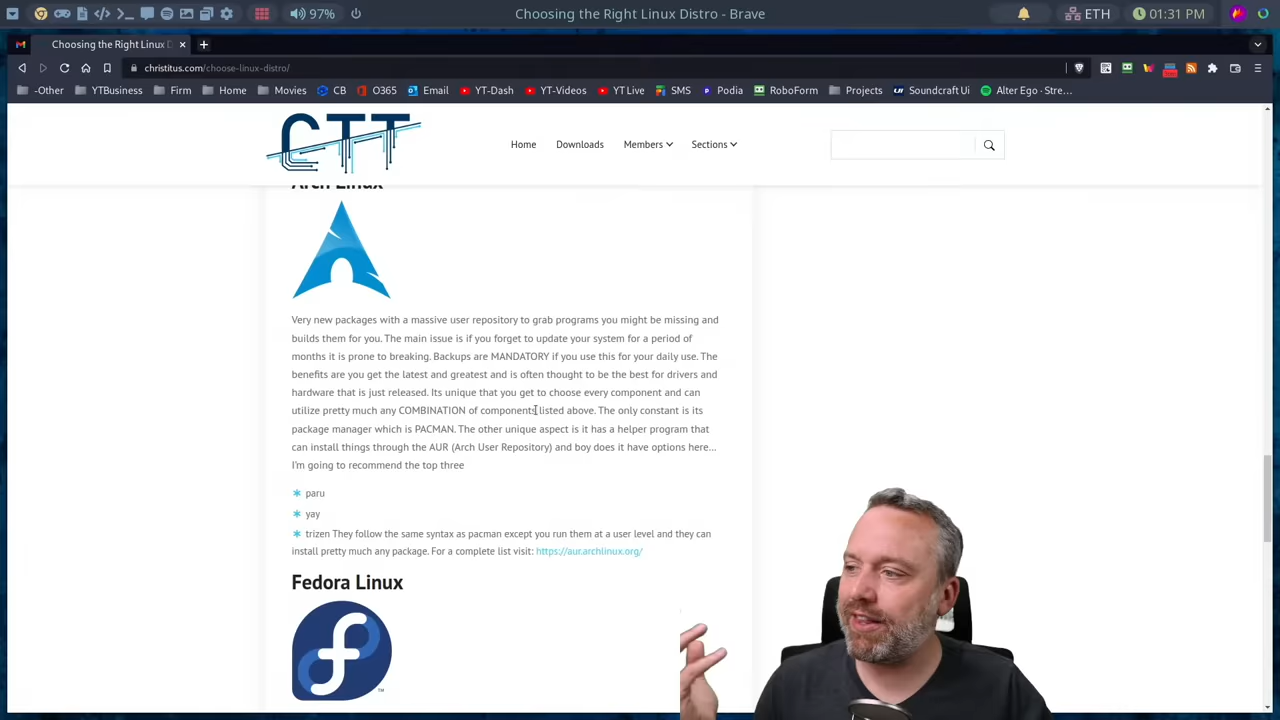 97%
Choosing the Right Linux Distro - Brave
ETH
01:31 PM
Choosing the Right Linux D
christitus.com/choose-linux-distro/
-Other YTBusiness Firm Home Movies CB O365 Email YT-Dash YT-Videos YT Live SMS Podia RoboForm Projects Soundcraft Ui Alter Ego - Stre...
CTT
Home Downloads Members Sections
Arch Linux
Very new packages with a massive user repository to grab programs you might be missing and
builds them for you. The main issue is if you forget to update your system for a period of
months it is prone to breaking. Backups are MANDATORY if you use this for your daily use. The
benefits are you get the latest and greatest and is often thought to be the best for drivers and
hardware that is just released. Its unique that you get to choose every component and can
utilize pretty much any COMBINATION of components listed above. The only constant is its
package manager which is PACMAN. The other unique aspect is it has a helper program that
can install things through the AUR (Arch User Repository) and boy does it have options here...
I'm going to recommend the top three
paru
yay
trizen They follow the same syntax as pacman except you run them at a user level and they can
install pretty much any package. For a complete list visit: https://aur.archlinux.org/
Fedora Linux
TM